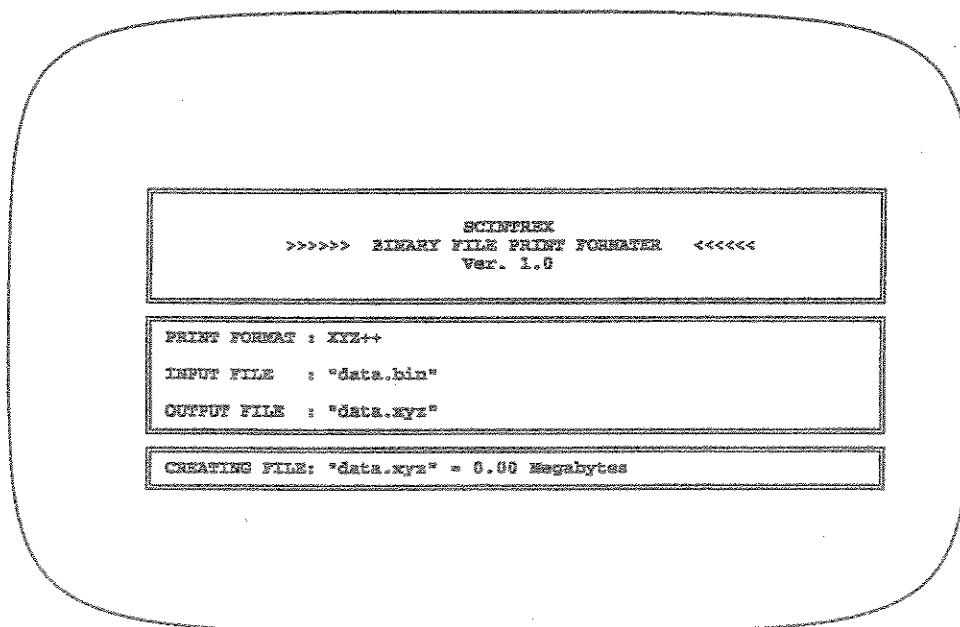 SCINTREX
>>>>>> BINARY FILE PRINT FORMATER <<<<<<
Ver. 1.0
PRINT FORMAT : XYZ++
INPUT FILE : "data.bin"
OUTPUT FILE : "data.xyz"
CREATING FILE: "data.xyz" = 0.00 Megabytes